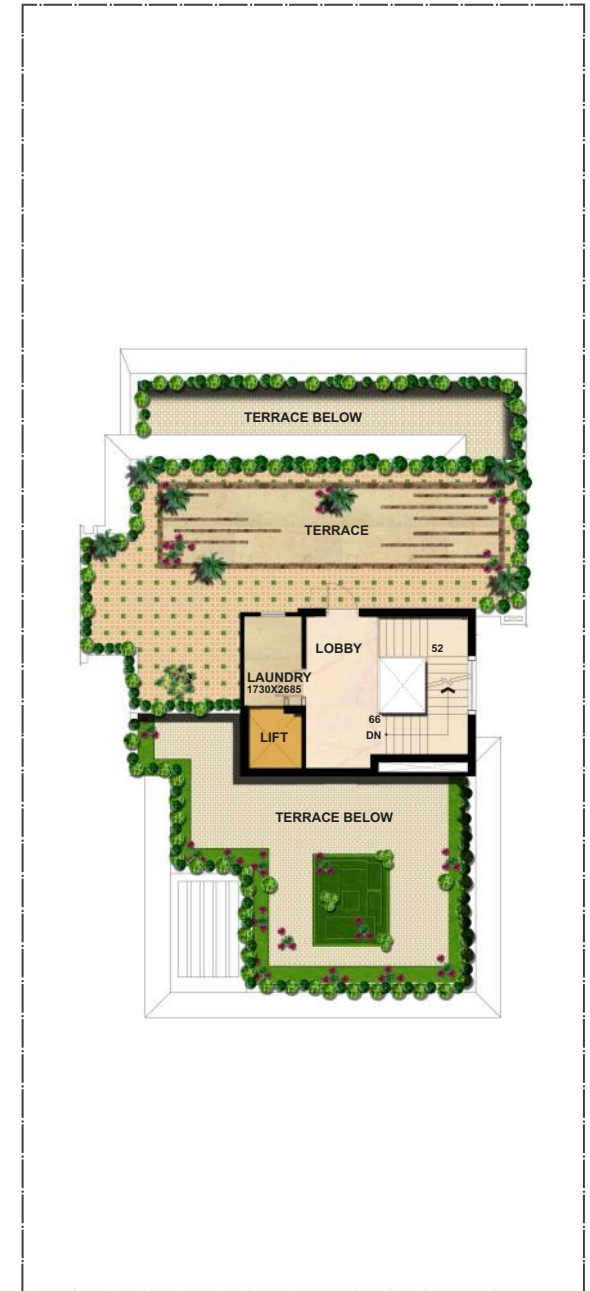 TERRACE BELOW
TERRACE
LOBBY
52
LAUNDRY
1730X2685
66
DN
LIFT
TERRACE BELOW